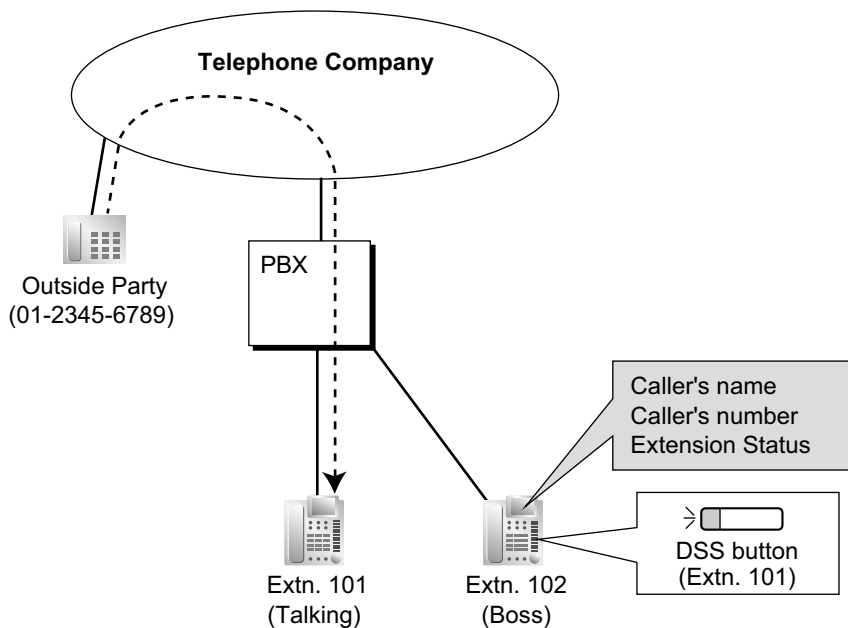 Telephone Company
PBX
Outside Party
(01-2345-6789)
Caller's name
Caller's number
Extension Status
DSS button
(Extn. 101)
Extn. 101
(Talking)
Extn. 102
(Boss)